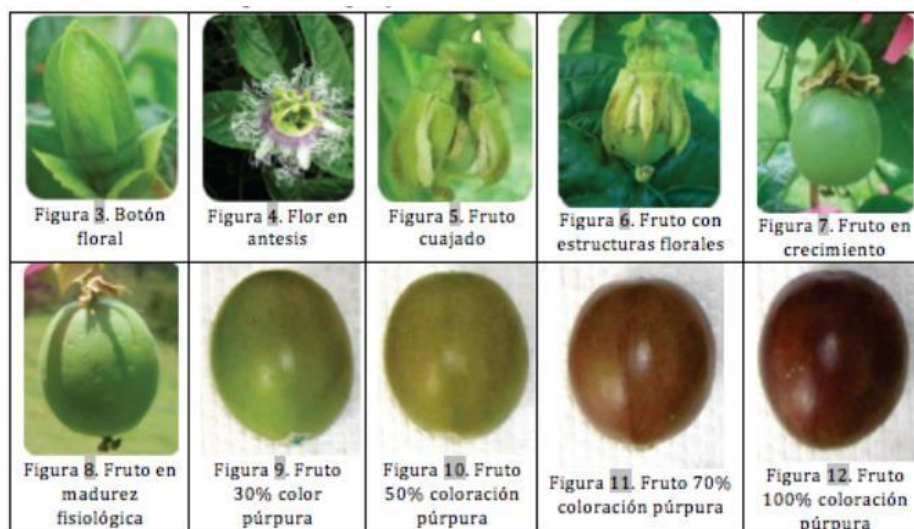 Figura 3. Botón
floral
Figura 4. Flor en
antesis
Figura 5. Fruto
cuajado
Figura 6. Fruto con
estructuras florales
Figura 7. Fruto en
crecimiento
Figura 8. Fruto en
madurez
fisiológica
Figura 9. Fruto
30% color
púrpura
Figura 10. Fruto
50% coloración
púrpura
Figura 11. Fruto 70%
coloración púrpura
Figura 12. Fruto
100% coloración
púrpura